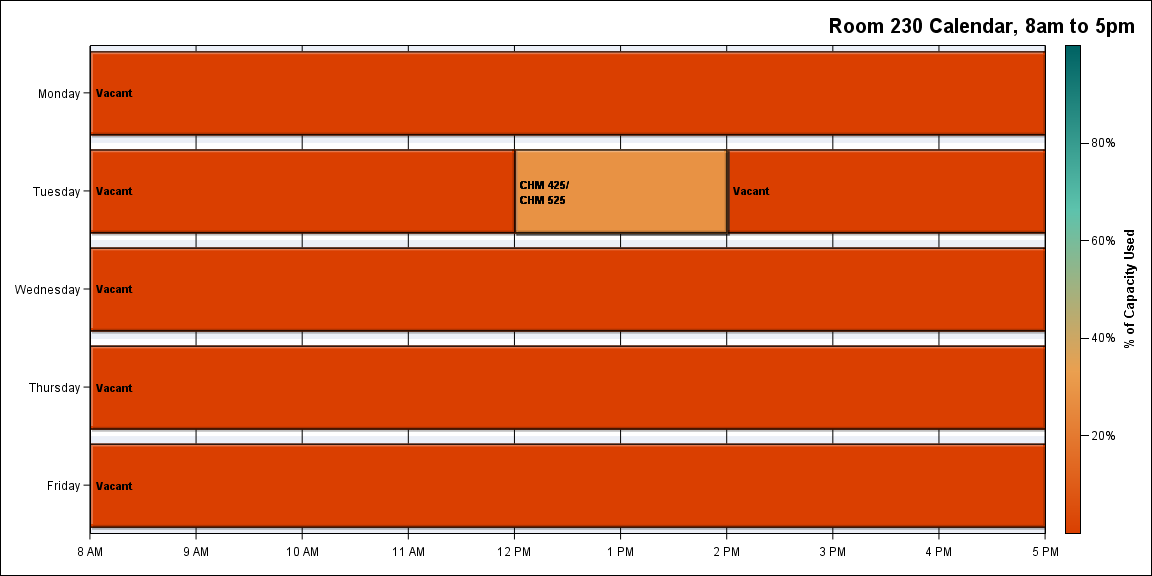 Room 230 Calendar, 8am to 5pm
Monday
Vacant
Tuesday
Vacant
CHM 425/
CHM 525
Vacant
Wednesday
Vacant
Thursday
Vacant
Friday
Vacant
8 AM 9 AM 10 AM 11 AM 12 PM 1 PM 2 PM 3 PM 4 PM 5 PM
80%
60%
40%
20%
% of Capacity Used